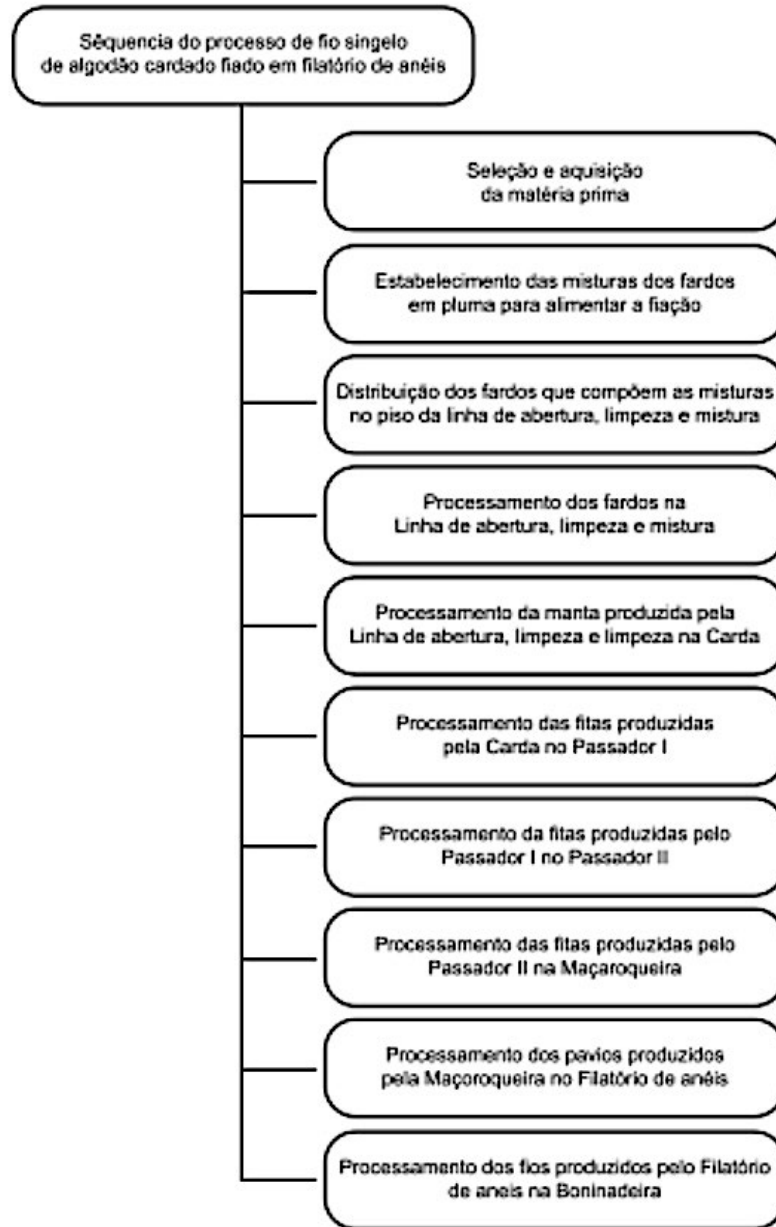 Sêquencia do processo de fio singelo
de algodão cardado fiado em filatório de anéis
Seleção e aquisição
da matéria prima
Estabelecimento das misturas dos fardos
em pluma para alimentar a fiação
Distribuição dos fardos que compõem as misturas
no piso da linha de abertura, limpeza e mistura
Processamento dos fardos na
Linha de abertura, limpeza e mistura
Processamento da manta produzida pela
Linha de abertura, limpeza e limpeza na Carda
Processamento das fitas produzidas
pela Carda no Passador I
Processamento da fitas produzidas pelo
Passador I no Passador II
Processamento das fitas produzidas pelo
Passador II na Maçaroqueira
Processamento dos pavios produzidos
pela Maçoroqueira no Filatório de anéis
Processamento dos fios produzidos pelo Filatório
de aneis na Boninadeira